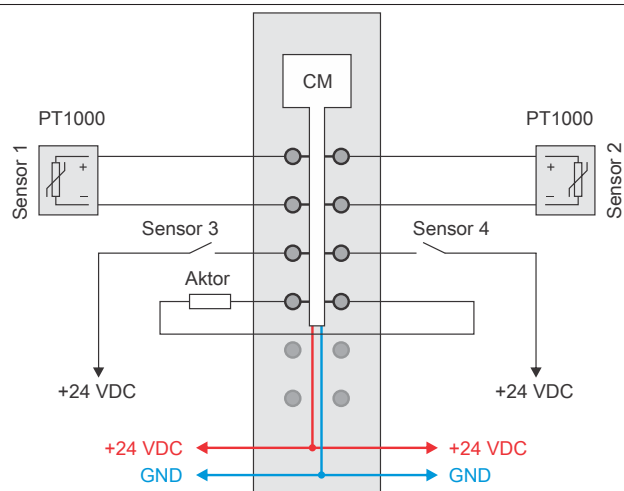 CM
PT1000
PT1000
Sensor 1
+
−
+
−
Sensor 2
Sensor 3
Sensor 4
Aktor
+24 VDC
+24 VDC
+24 VDC
+24 VDC
GND
GND